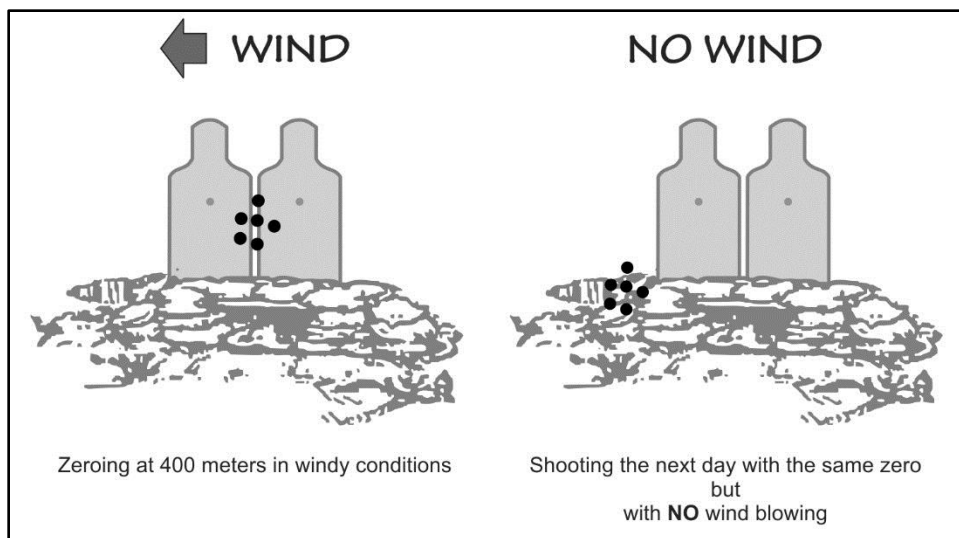 WIND
NO WIND
Zeroing at 400 meters in windy conditions
Shooting the next day with the same zero
but
with NO wind blowing